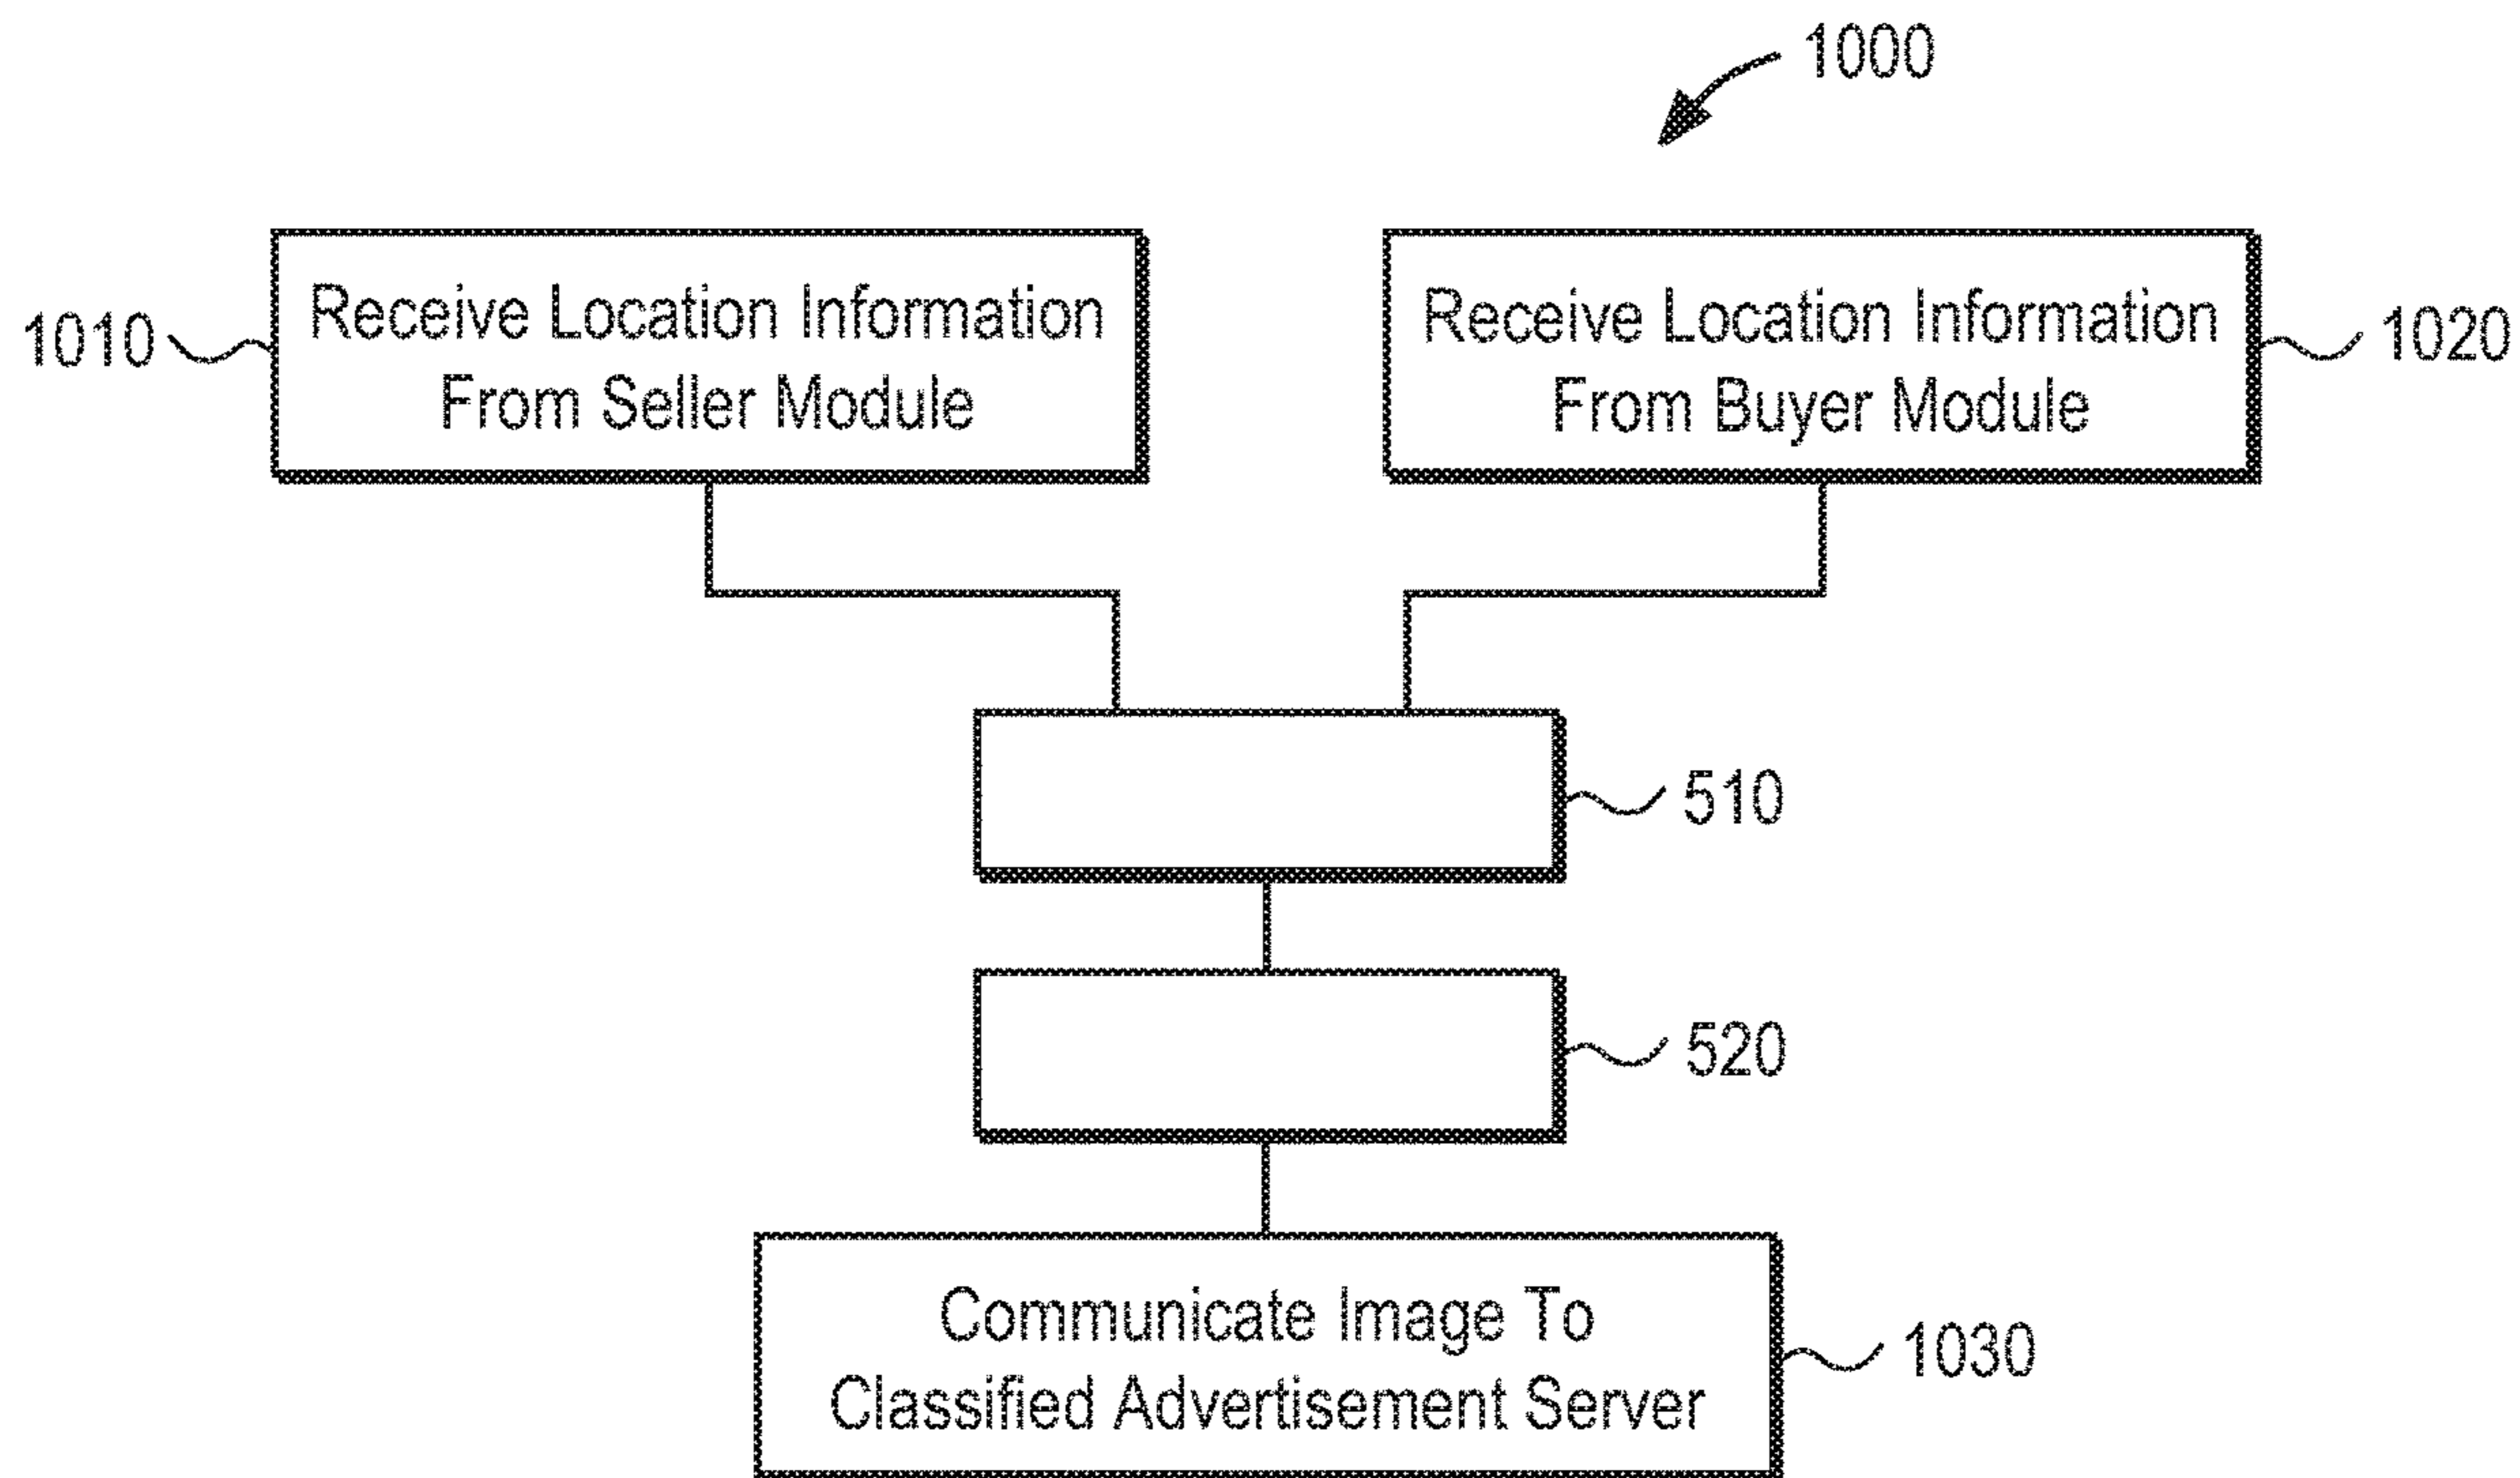 1000
1010
Receive Location Information
From Seller Module
Receive Location Information
From Buyer Module
1020
510
520
Communicate Image To
Classified Advertisement Server
1030